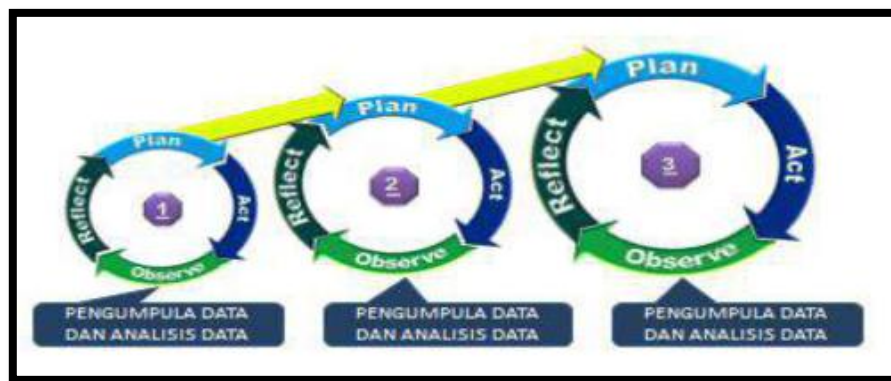 Plan
Act
Observe
Reflect
1
PENGUMPULA DATA
DAN ANALISIS DATA
Plan
Act
Observe
Reflect
2
PENGUMPULA DATA
DAN ANALISIS DATA
Plan
Act
Observe
Reflect
3
PENGUMPULA DATA
DAN ANALISIS DATA